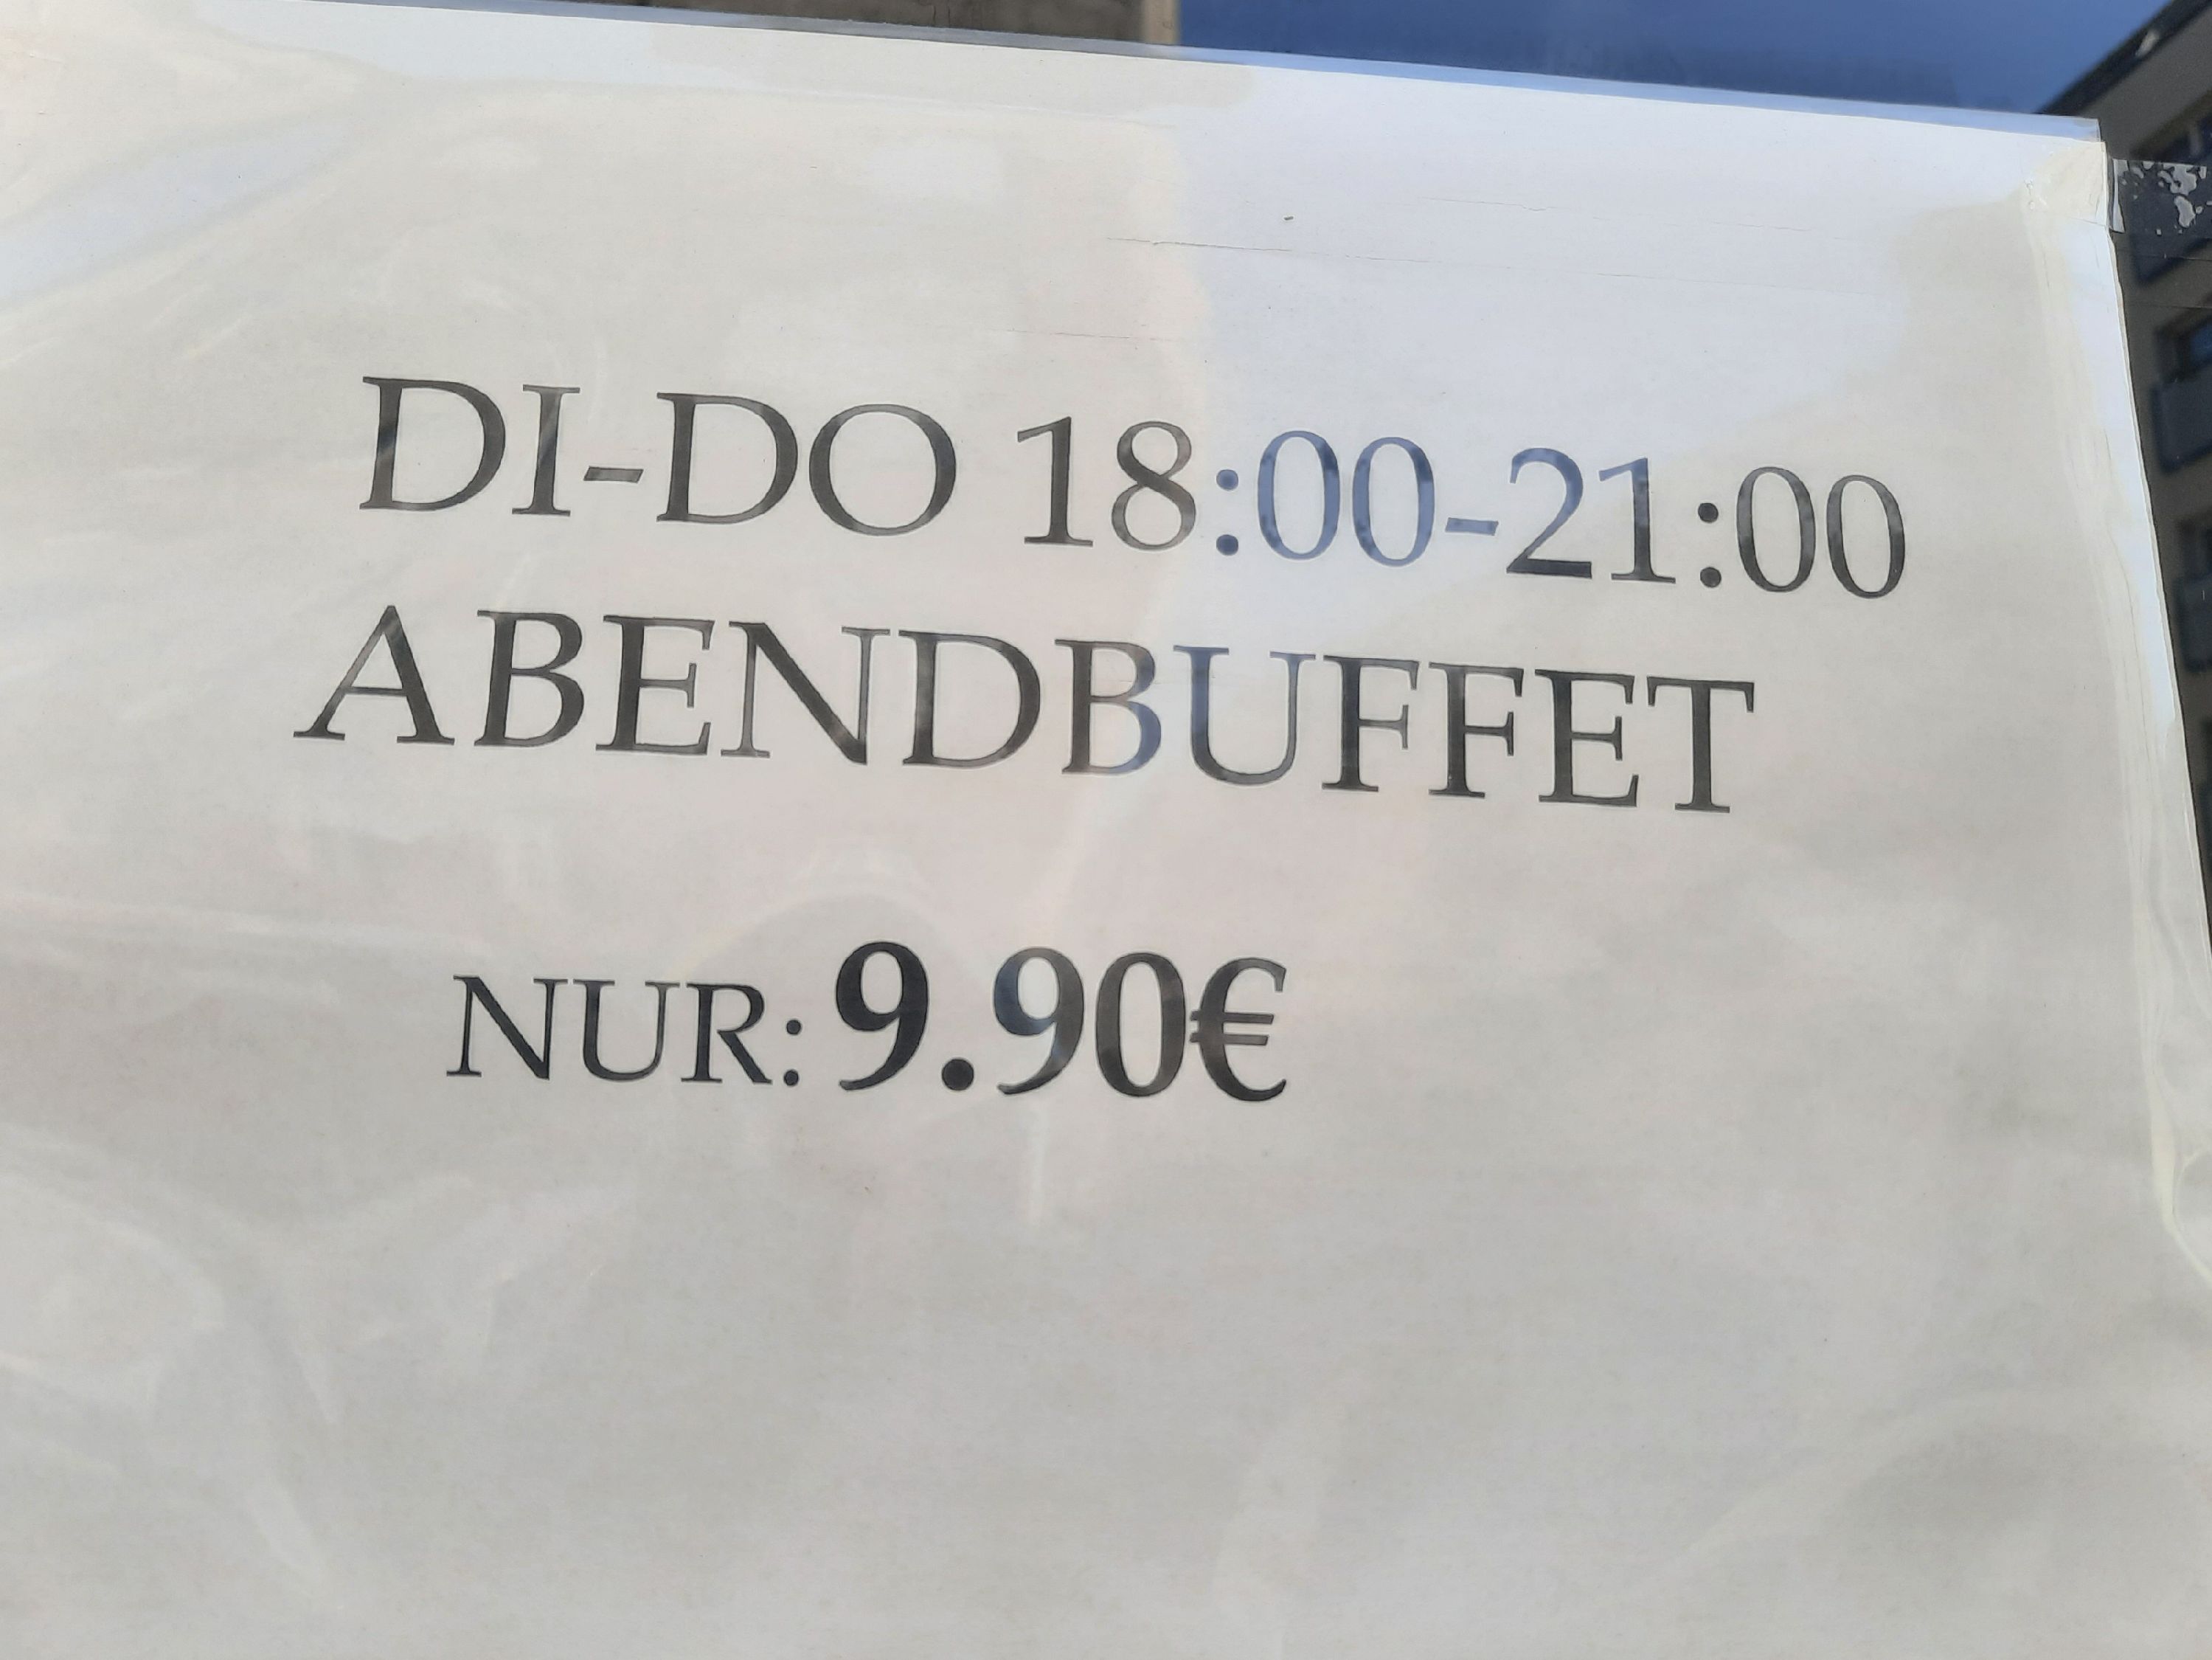 DI-DO 18:00-21:00
ABENDBUFFET
NUR: 9.90€